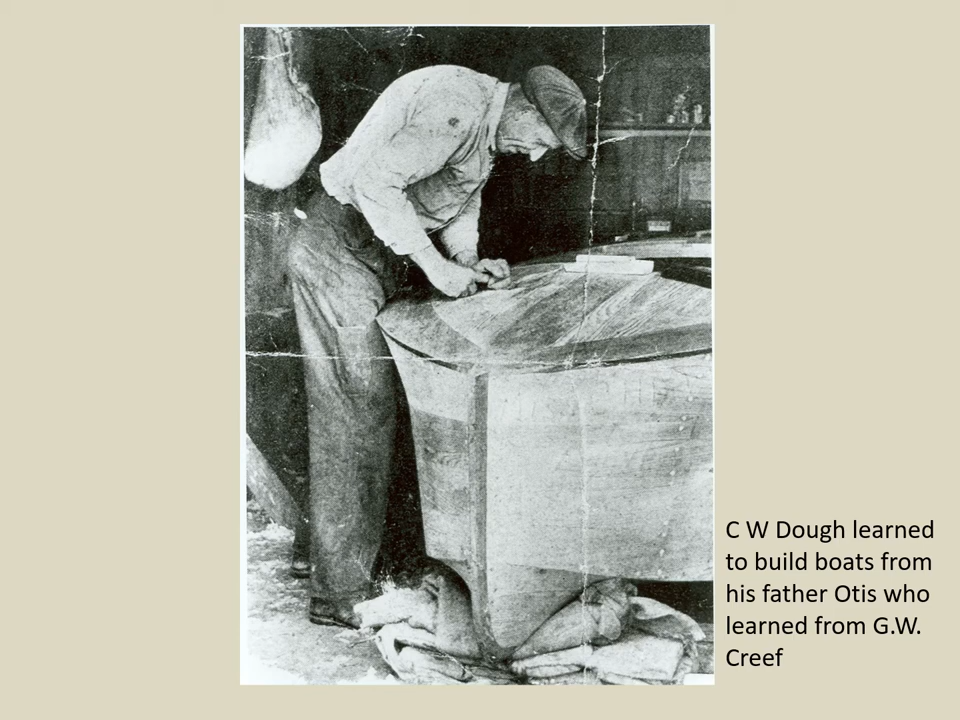 C W Dough learned
to build boats from
his father Otis who
learned from G.W.
Creef